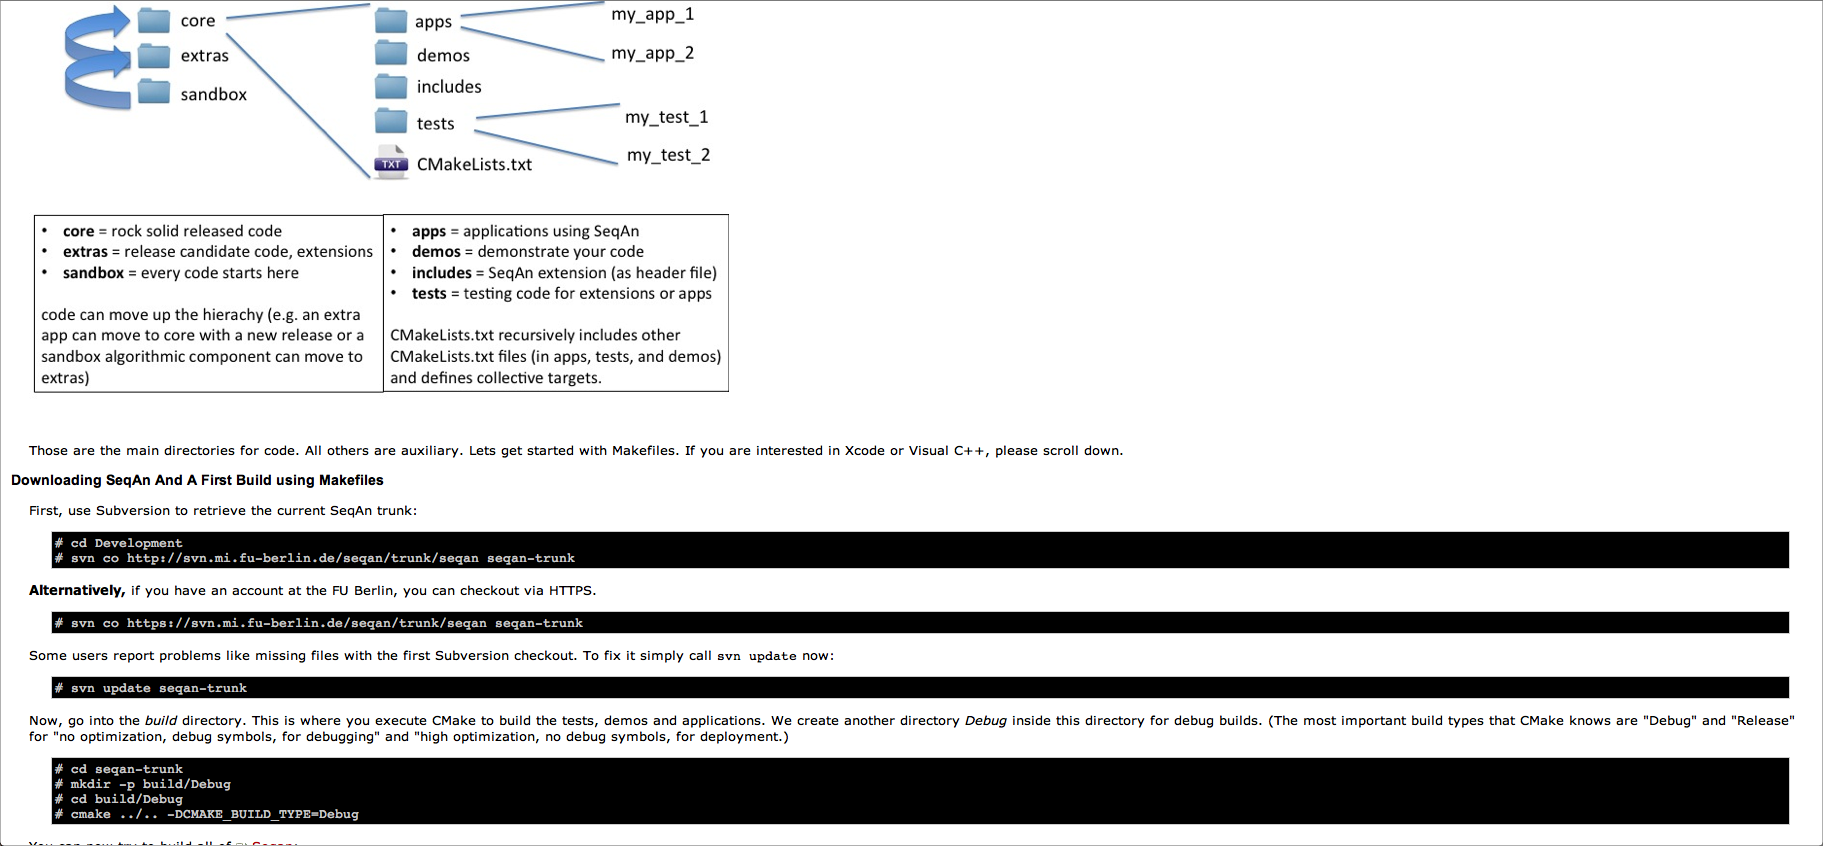 core
extras
sandbox
apps
demos
includes
tests
TXT
CMakeLists.txt
my_app_1
my_app_2
my_test_1
my_test_2
• core = rock solid released code
• extras = release candidate code, extensions
• sandbox = every code starts here
code can move up the hierachy (e.g. an extra
app can move to core with a new release or a
sandbox algorithmic component can move to
extras)
• apps = applications using SeqAn
• demos = demonstrate your code
• includes = SeqAn extension (as header file)
• tests = testing code for extensions or apps
CMakeLists.txt recursively includes other
CMakeLists.txt files (in apps, tests, and demos)
and defines collective targets.
Those are the main directories for code. All others are auxiliary. Lets get started with Makefiles. If you are interested in Xcode or Visual C++, please scroll down.
Downloading SeqAn And A First Build using Makefiles
First, use Subversion to retrieve the current SeqAn trunk:
# cd Development
# svn co http://svn.mi.fu-berlin.de/seqan/trunk/seqan seqan-trunk
Alternatively, if you have an account at the FU Berlin, you can checkout via HTTPS.
# svn co https://svn.mi.fu-berlin.de/seqan/trunk/seqan seqan-trunk
Some users report problems like missing files with the first Subversion checkout. To fix it simply call svn update now:
# svn update seqan-trunk
Now, go into the build directory. This is where you execute CMake to build the tests, demos and applications. We create another directory Debug inside this directory for debug builds. (The most important build types that CMake knows are "Debug" and "Release"
for "no optimization, debug symbols, for debugging" and "high optimization, no debug symbols, for deployment.)
# cd seqan-trunk
# mkdir -p build/Debug
# cd build/Debug
# cmake ../.. -DCMAKE_BUILD_TYPE=Debug
You can now try to build all of Seqan: